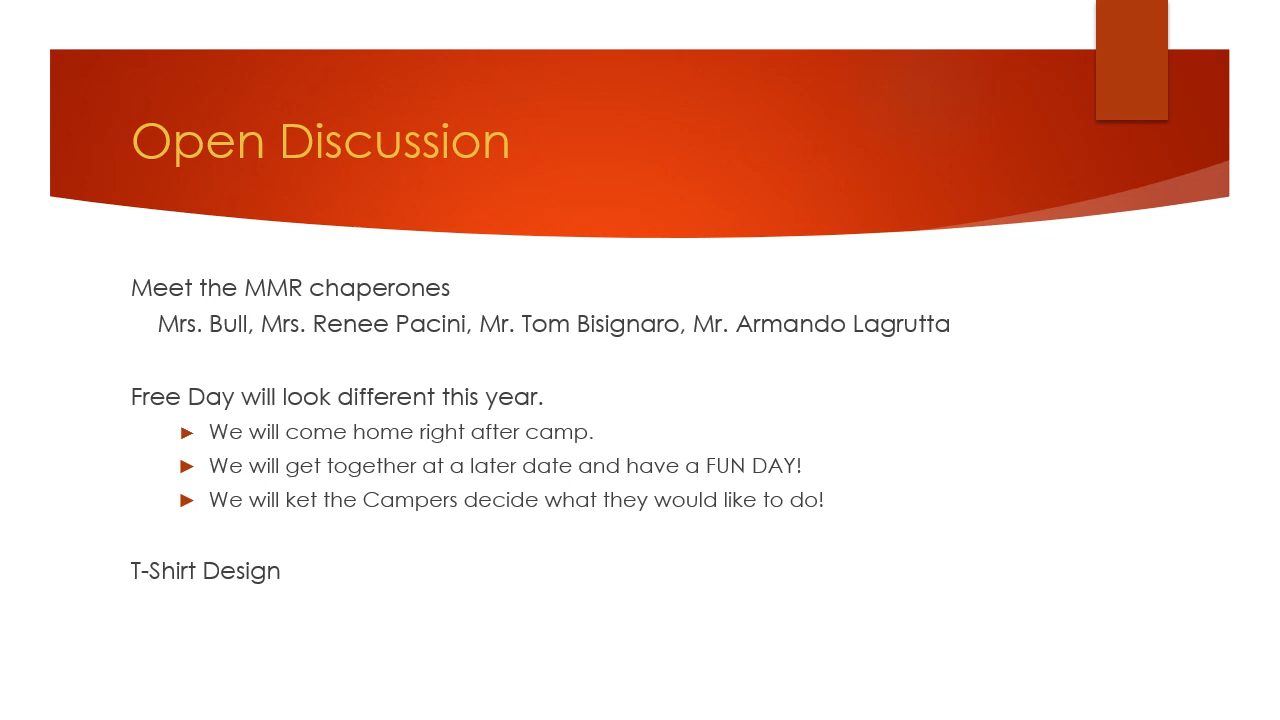 Open Discussion
Meet the MMR chaperones
Mrs. Bull, Mrs. Renee Pacini, Mr. Tom Bisignaro, Mr. Armando Lagrutta
Free Day will look different this year.
► We will come home right after camp.
► We will get together at a later date and have a FUN DAY!
► We will ket the Campers decide what they would like to do!
T-Shirt Design